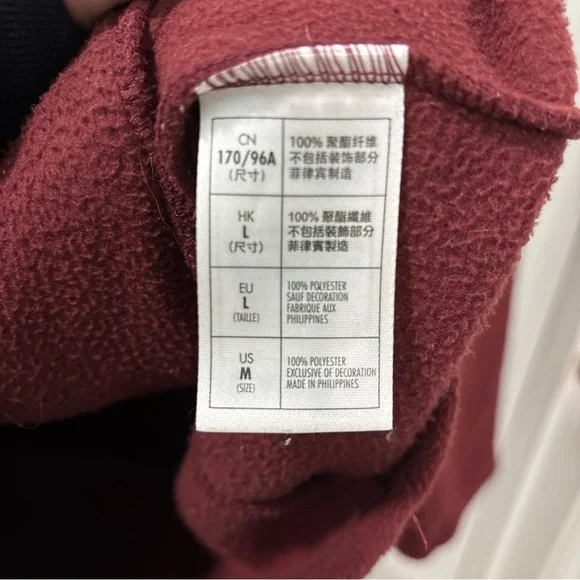 CN
170/96A
(尺寸)
100% 聚酯纤维
不包括装饰部分
菲律宾制造
HK
L
(尺寸)
100% 聚酯纖維
不包括裝飾部分
菲律賓製造
EU
L
(TAILLE)
100% POLYESTER
SAUF DECORATION
FABRIQUE AUX
PHILIPPINES
US
M
(SIZE)
100% POLYESTER
EXCLUSIVE OF DECORATION
MADE IN PHILIPPINES